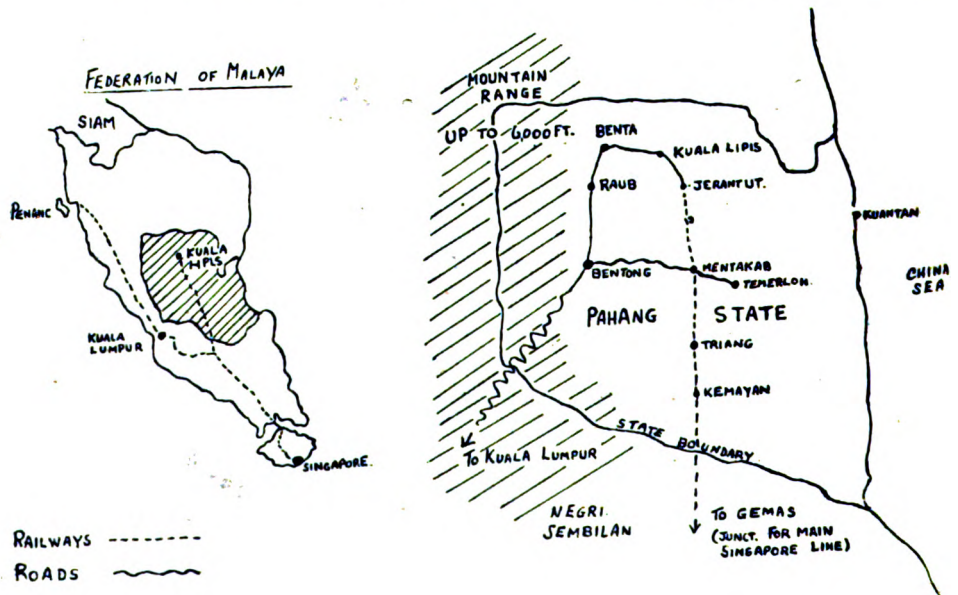 FEDERATION OF MALAYA
SIAM
PENANG
KUALA
LIPIS
KUALA
LUMPUR
SINGAPORE.
RAILWAYS
ROADS
MOUNTAIN
RANGE
UP TO 6,000 FT.
BENTA
KUALA LIPIS
RAUB
JERANTUT.
KUANTAN
BENTONG
MENTAKAB
TEMERLOH.
CHINA
SEA
PAHANG STATE
TRIANG
KEMAYAN
STATE BOUNDARY
TO KUALA LUMPUR
NEGRI
SEMBILAN
TO GEMAS
(JUNCT. FOR MAIN
SINGAPORE LINE)